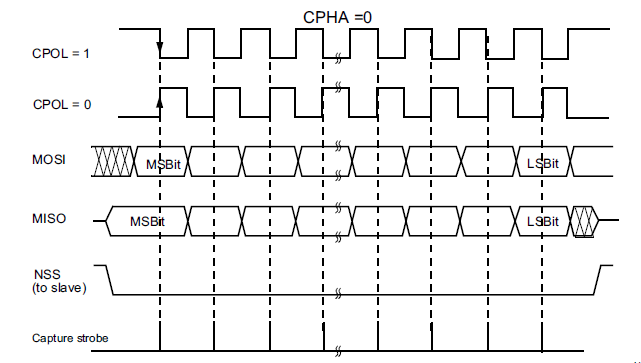 CPHA =0
CPOL = 1
CPOL = 0
MOSI
MSBit
LSBit
MISO
MSBit
LSBit
NSS
(to slave)
Capture strobe